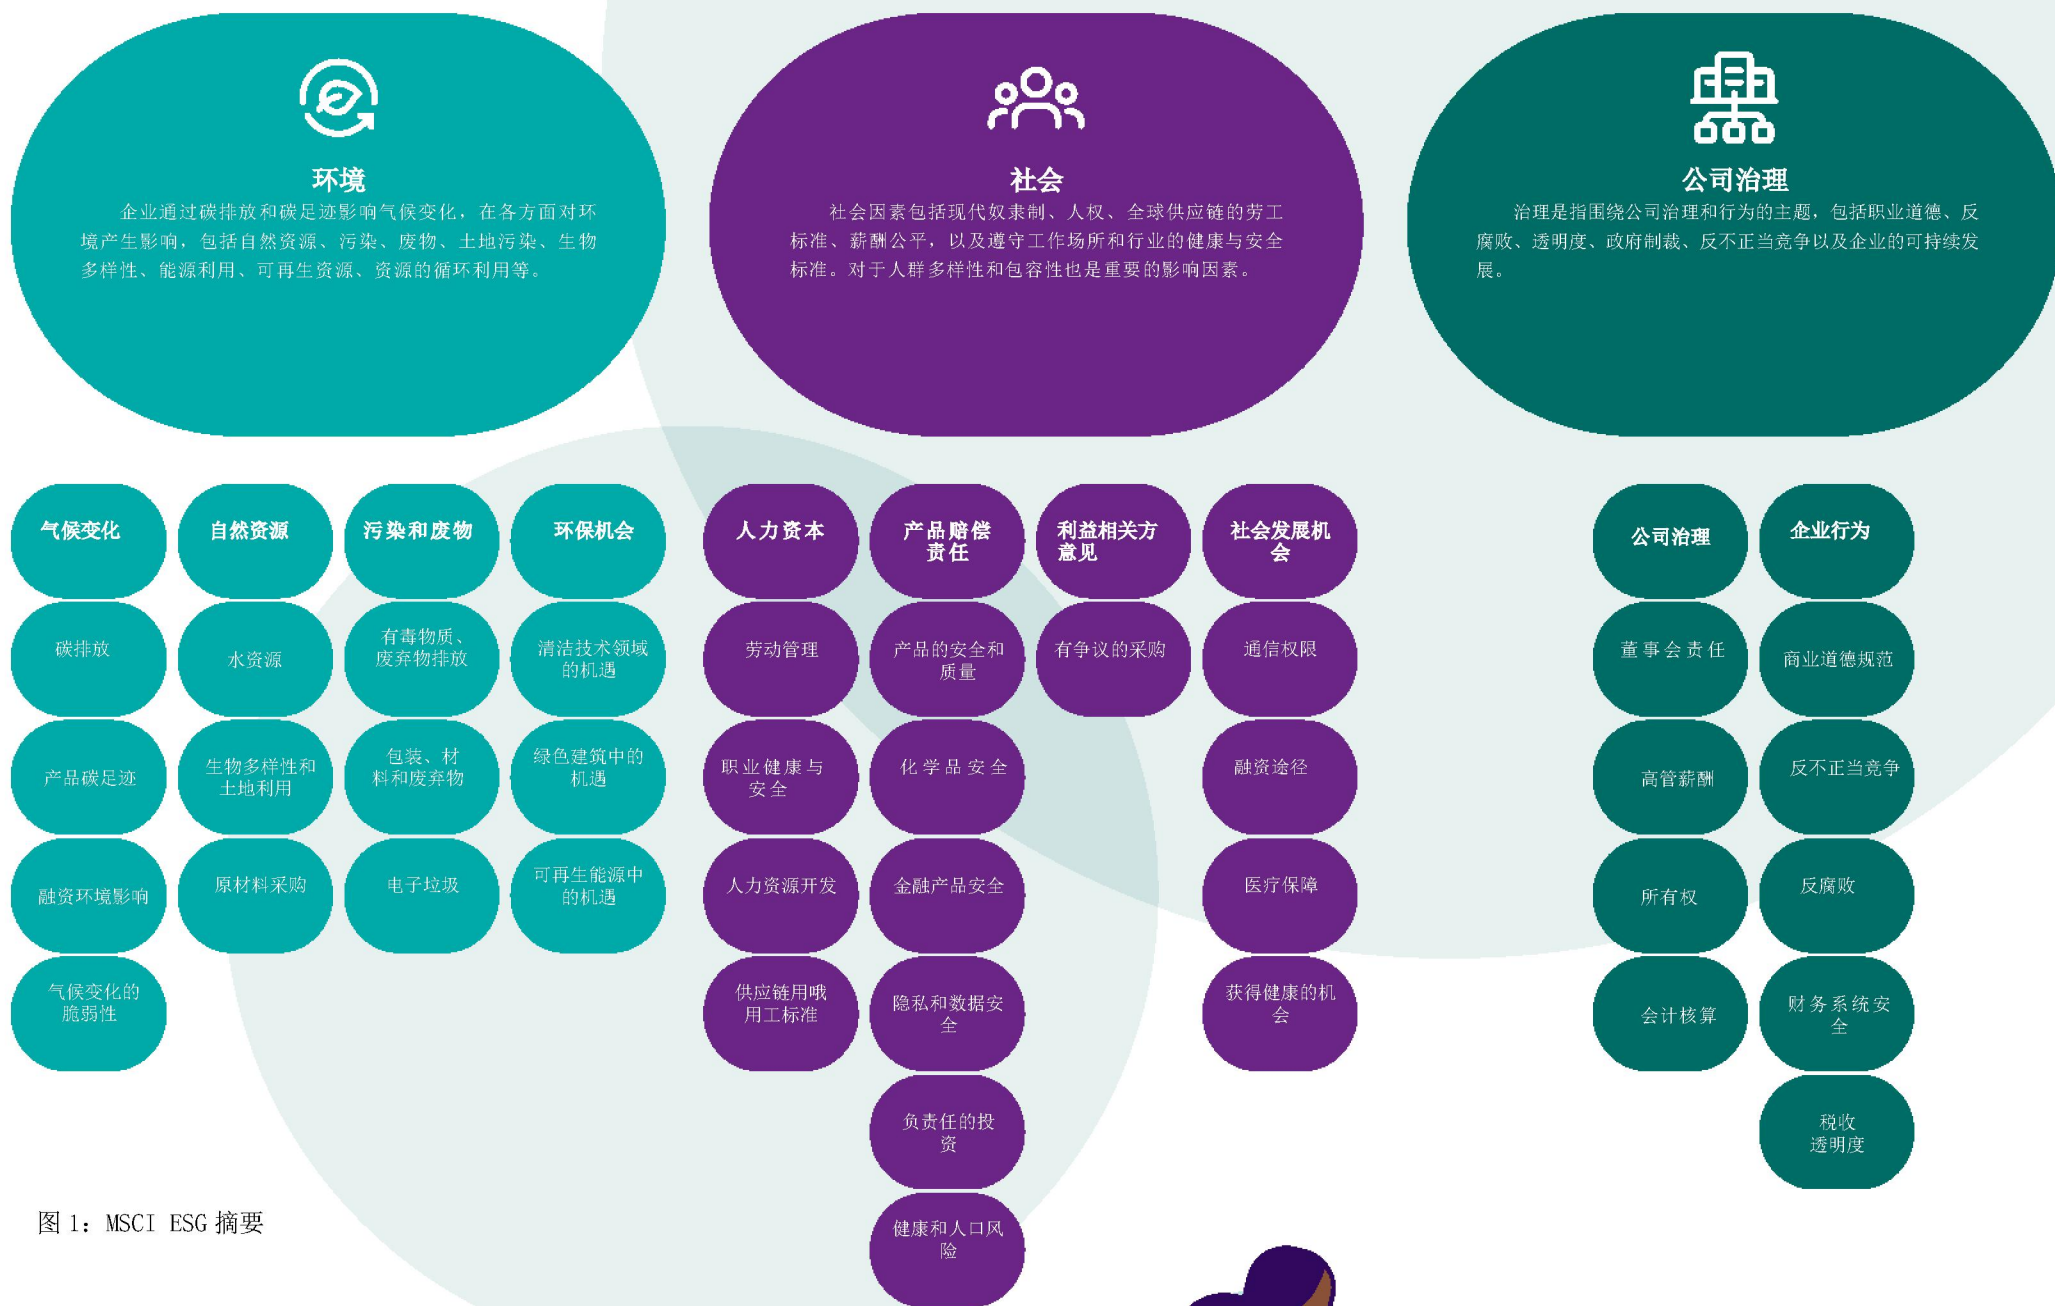 环境
企业通过碳排放和碳足迹影响气候变化，在各方面对环
境产生影响，包括自然资源、污染、废物、土地污染、生物
多样性、能源利用、可再生资源、资源的循环利用等。
社会
社会因素包括现代奴隶制、人权、全球供应链的劳工
标准、薪酬公平，以及遵守工作场所和行业的健康与安全
标准。对于人群多样性和包容性也是重要的影响因素。
公司治理
治理是指围绕公司治理和行为的主题，包括职业道德、反
腐败、透明度、政府制裁、反不正当竞争以及企业的可持续发
展。
气候变化
碳排放
产品碳足迹
融资环境影响
气候变化的
脆弱性
自然资源
水资源
生物多样性和
土地利用
原材料采购
污染和废物
有毒物质、
废弃物排放
包装、材
料和废弃物
电子垃圾
环保机会
清洁技术领域
的机遇
绿色建筑中的
机遇
可再生能源中
的机遇
人力资本
劳动管理
职业健康与
安全
人力资源开发
供应链用哦
用工标准
产品赔偿
责任
产品的安全和
质量
化学品安全
金融产品安全
隐私和数据安
全
负责任的投
资
健康和人口风
险
利益相关方
意见
有争议的采购
社会发展机
会
通信权限
融资途径
医疗保障
获得健康的机
会
公司治理
董事会责任
高管薪酬
所有权
会计核算
企业行为
商业道德规范
反不正当竞争
反腐败
财务系统安
全
税收
透明度
图 1：MSCI ESG 摘要